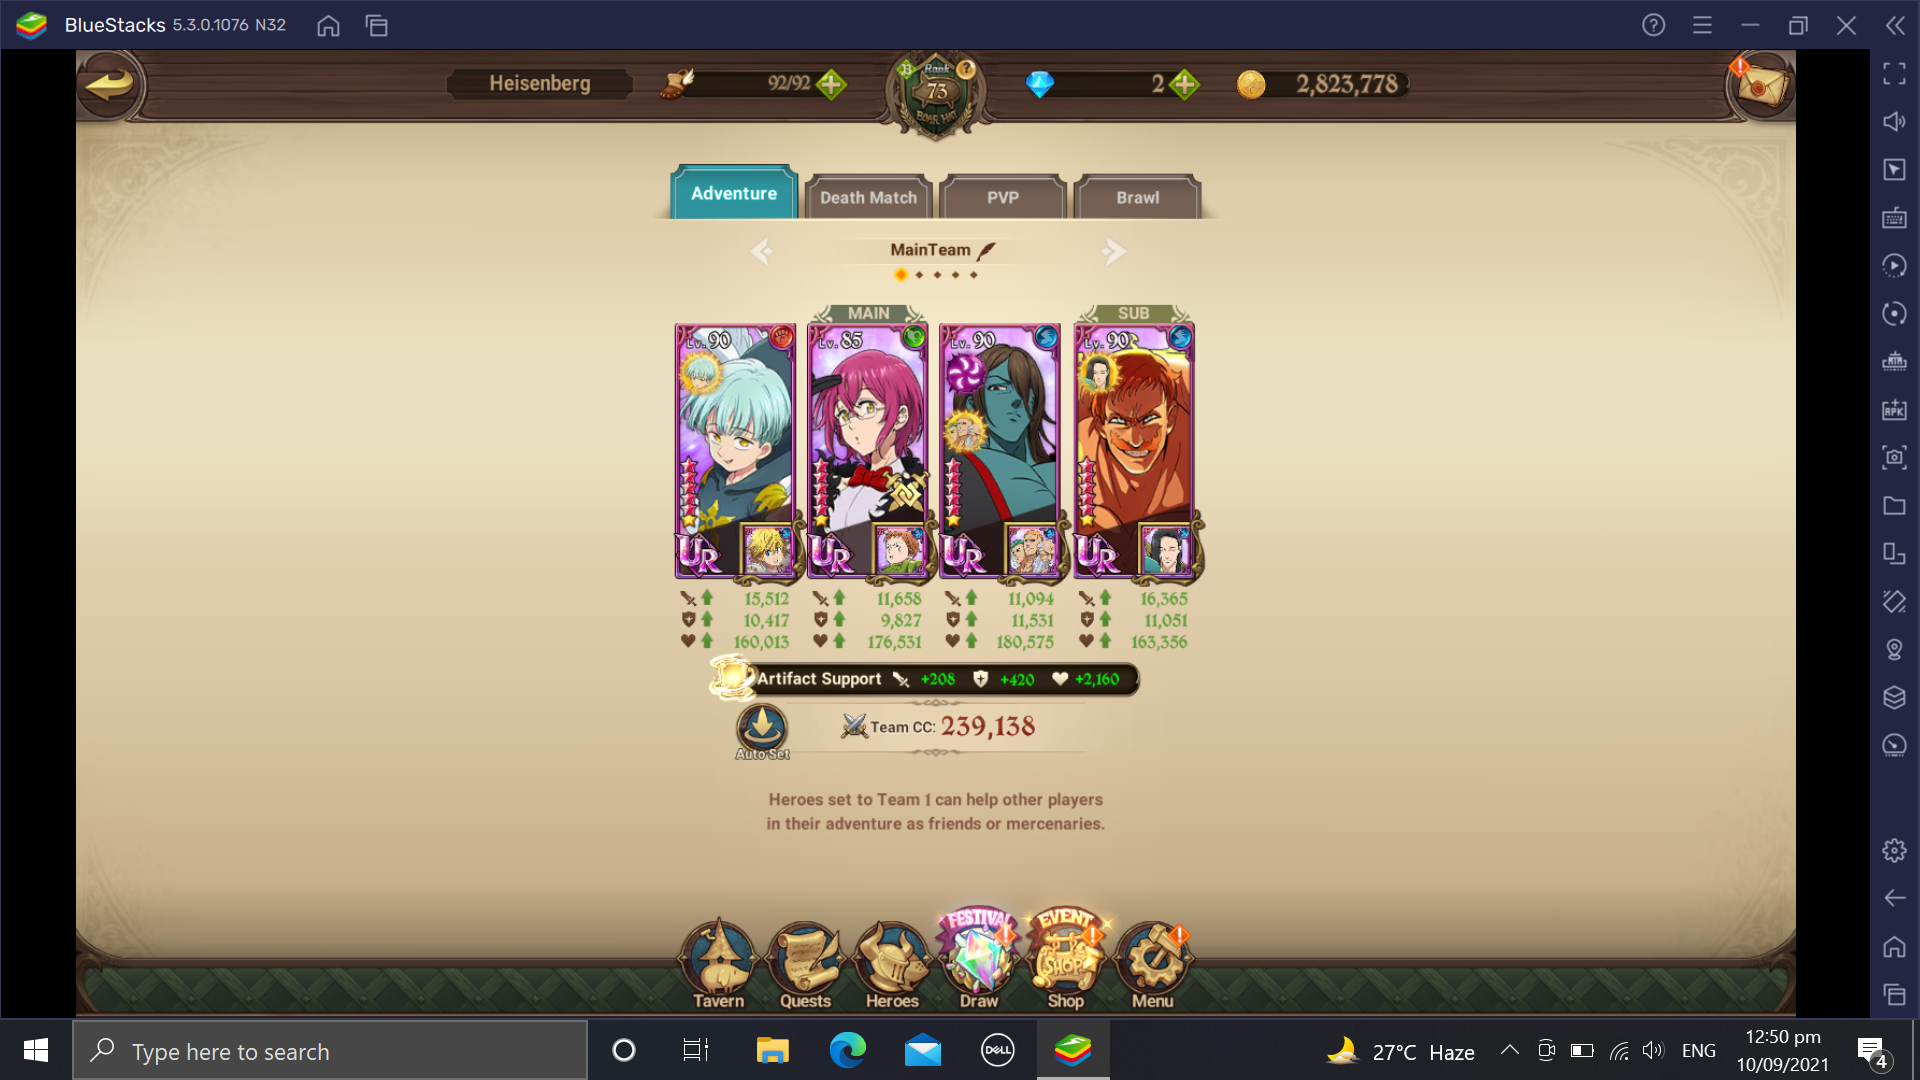 BlueStacks 5.3.0.1076 N32
Heisenberg
92/92
Rank
73
BOAR HAT
2
2,823,778
Adventure
Death Match
PVP
Brawl
MainTeam
MAIN
SUB
Lv. 90
Lv. 85
Lv. 90
Lv. 90
UR
UR
UR
UR
15,512
11,658
11,094
16,365
10,417
9,827
11,531
11,051
160,013
176,531
180,575
163,356
Artifact Support +208 +420 +2,160
Auto Set
Team CC: 239,138
Heroes set to Team 1 can help other players
in their adventure as friends or mercenaries.
FESTIVAL
EVENT
SHOP
Tavern
Quests
Heroes
Draw
Shop
Menu
Type here to search
DELL
27°C Haze
ENG
12:50 pm
10/09/2021
4